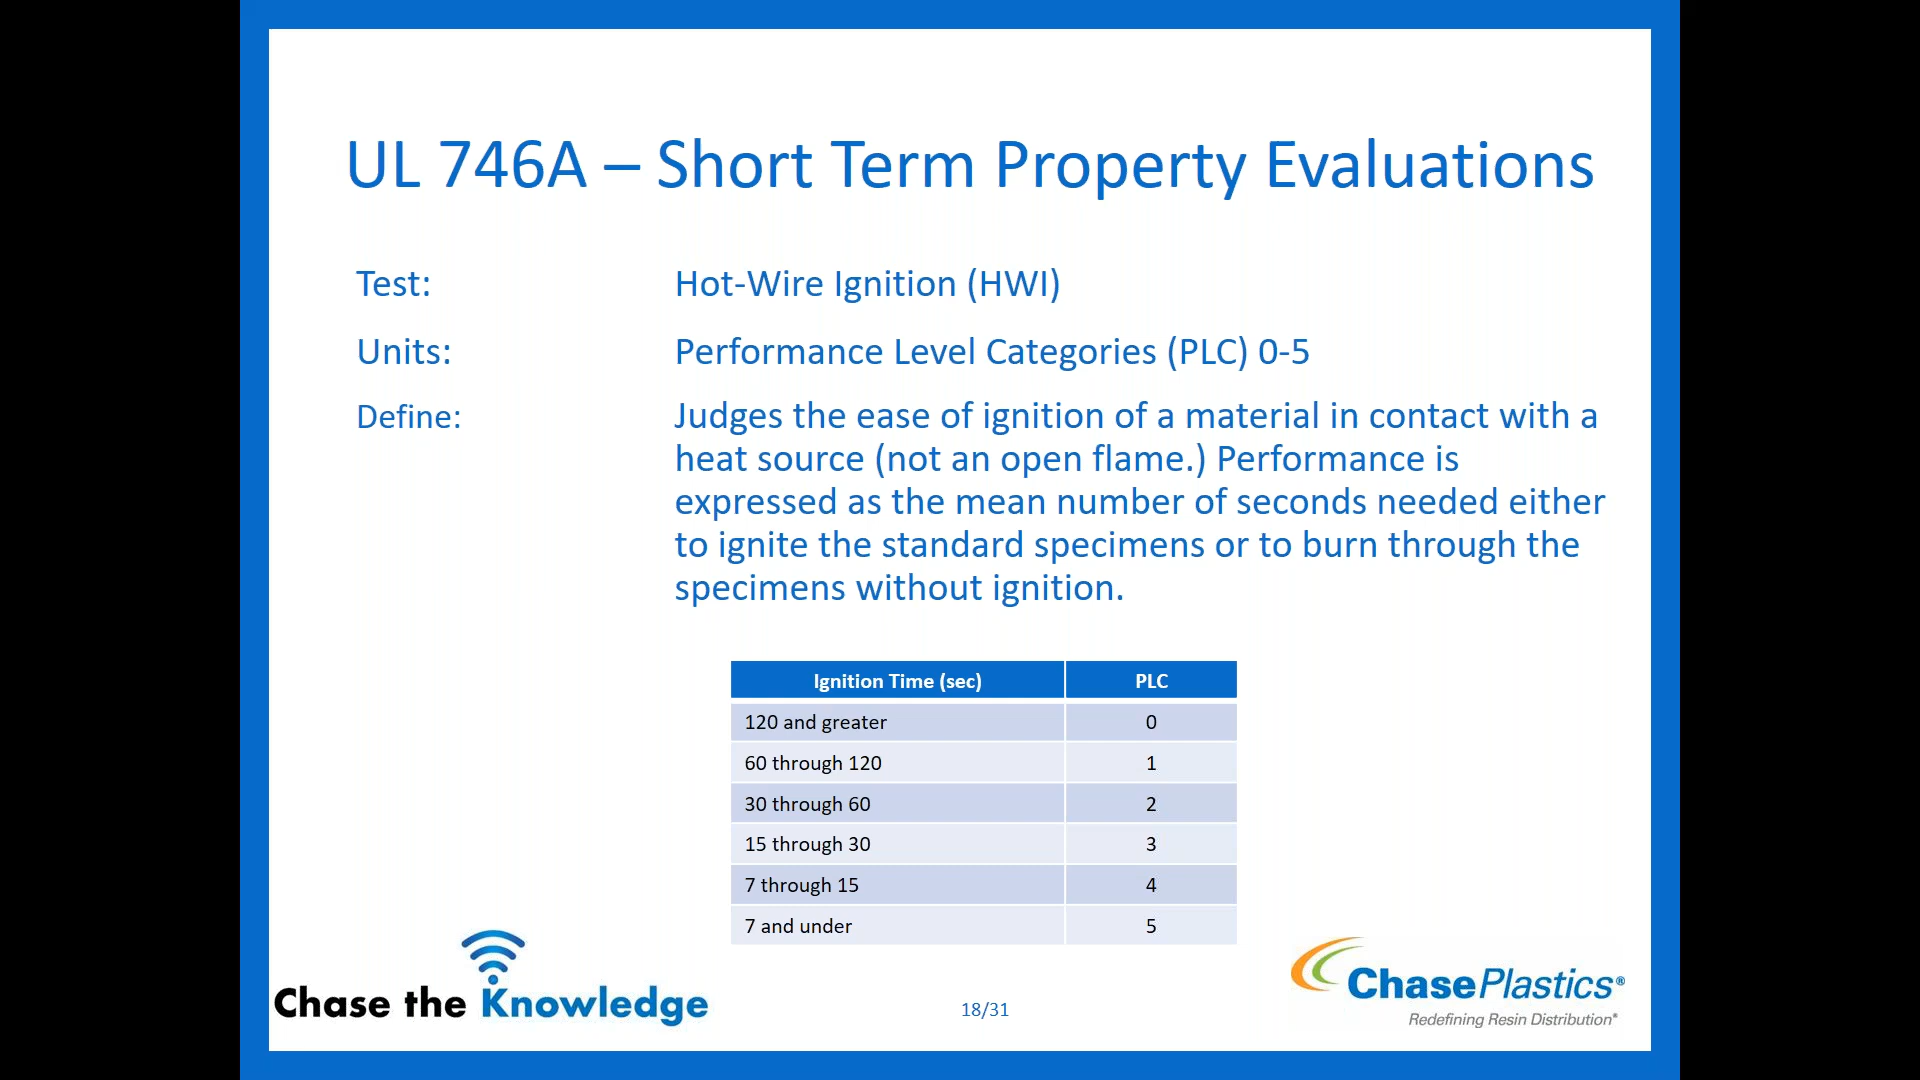 UL 746A – Short Term Property Evaluations
Test: Hot-Wire Ignition (HWI)
Units: Performance Level Categories (PLC) 0-5
Define: Judges the ease of ignition of a material in contact with a
heat source (not an open flame.) Performance is
expressed as the mean number of seconds needed either
to ignite the standard specimens or to burn through the
specimens without ignition.
Ignition Time (sec) PLC
120 and greater 0
60 through 120 1
30 through 60 2
15 through 30 3
7 through 15 4
7 and under 5
Chase the Knowledge
18/31
ChasePlastics®
Redefining Resin Distribution®